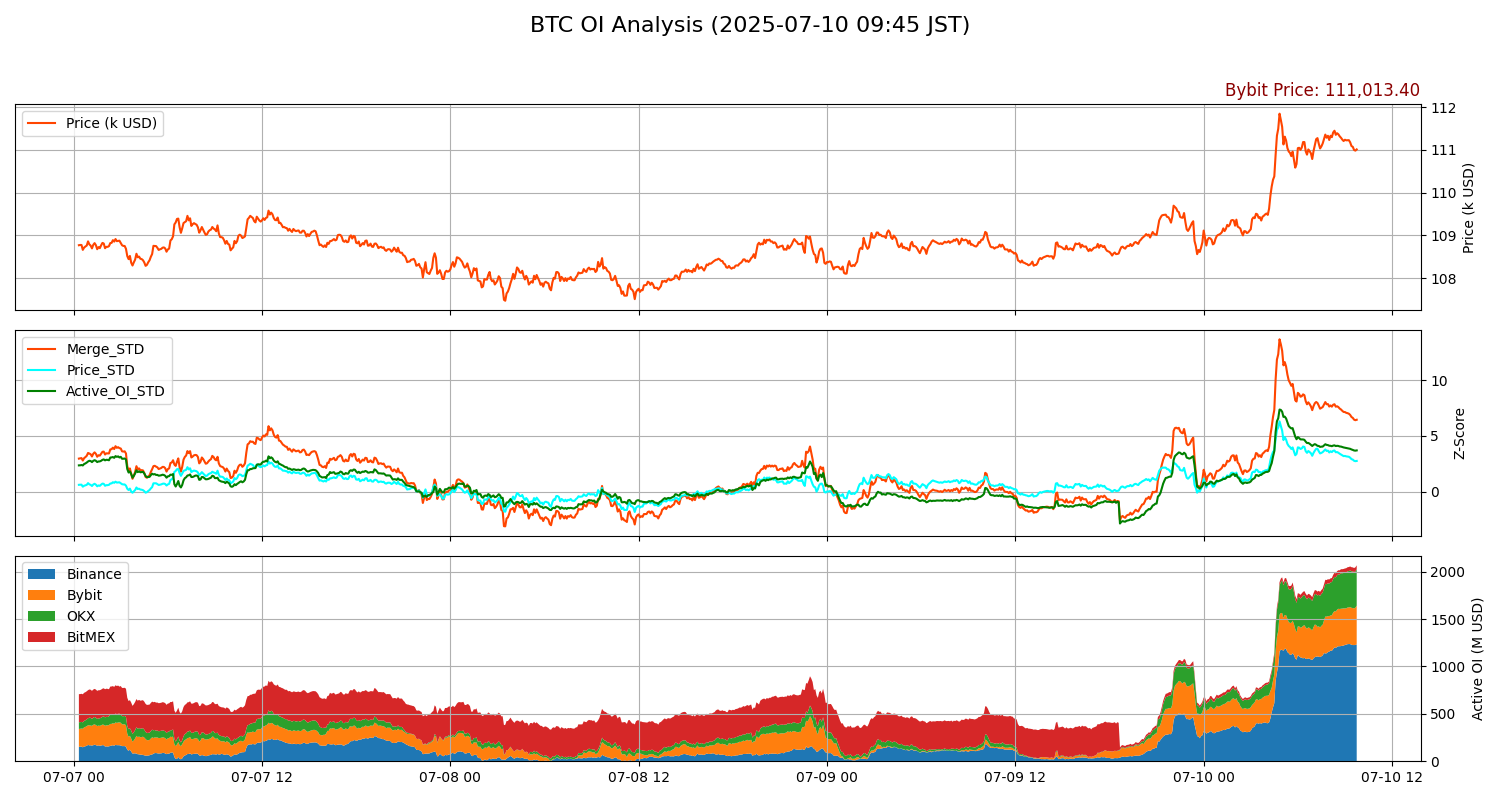 BTC OI Analysis (2025-07-10 09:45 JST)
Bybit Price: 111,013.40
Price (k USD)
112
111
110
109
108
Price (k USD)
Merge_STD
Price_STD
Active_OI_STD
10
5
0
Z-Score
Binance
Bybit
OKX
BitMEX
2000
1500
1000
500
0
Active OI (M USD)
07-07 00
07-07 12
07-08 00
07-08 12
07-09 00
07-09 12
07-10 00
07-10 12